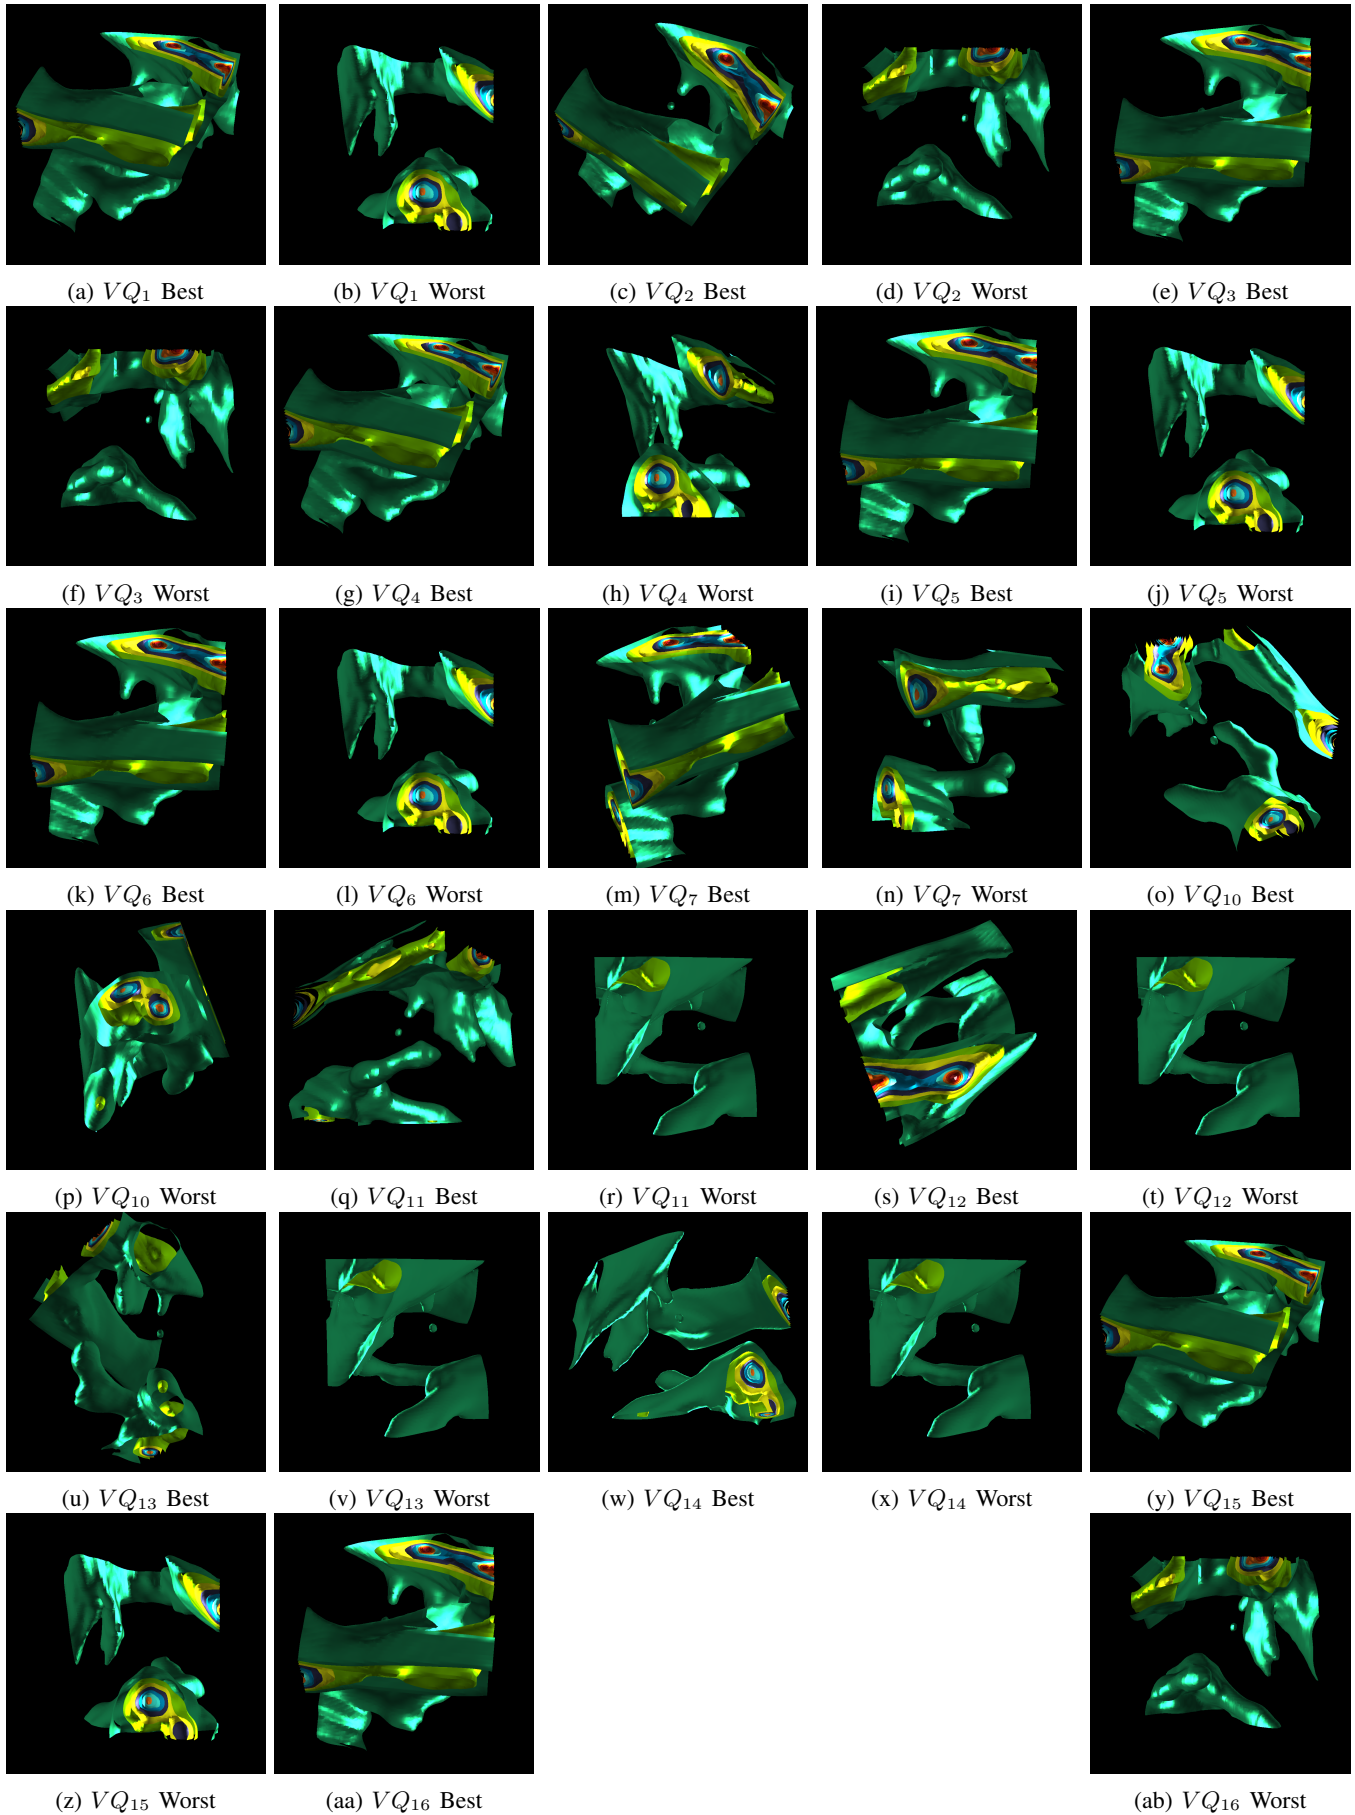 (a) VQ1 Best (b) VQ1 Worst (c) VQ2 Best (d) VQ2 Worst (e) VQ3 Best
(f) VQ3 Worst (g) VQ4 Best (h) VQ4 Worst (i) VQ5 Best (j) VQ5 Worst
(k) VQ6 Best (l) VQ6 Worst (m) VQ7 Best (n) VQ7 Worst (o) VQ10 Best
(p) VQ10 Worst (q) VQ11 Best (r) VQ11 Worst (s) VQ12 Best (t) VQ12 Worst
(u) VQ13 Best (v) VQ13 Worst (w) VQ14 Best (x) VQ14 Worst (y) VQ15 Best
(z) VQ15 Worst (aa) VQ16 Best (ab) VQ16 Worst